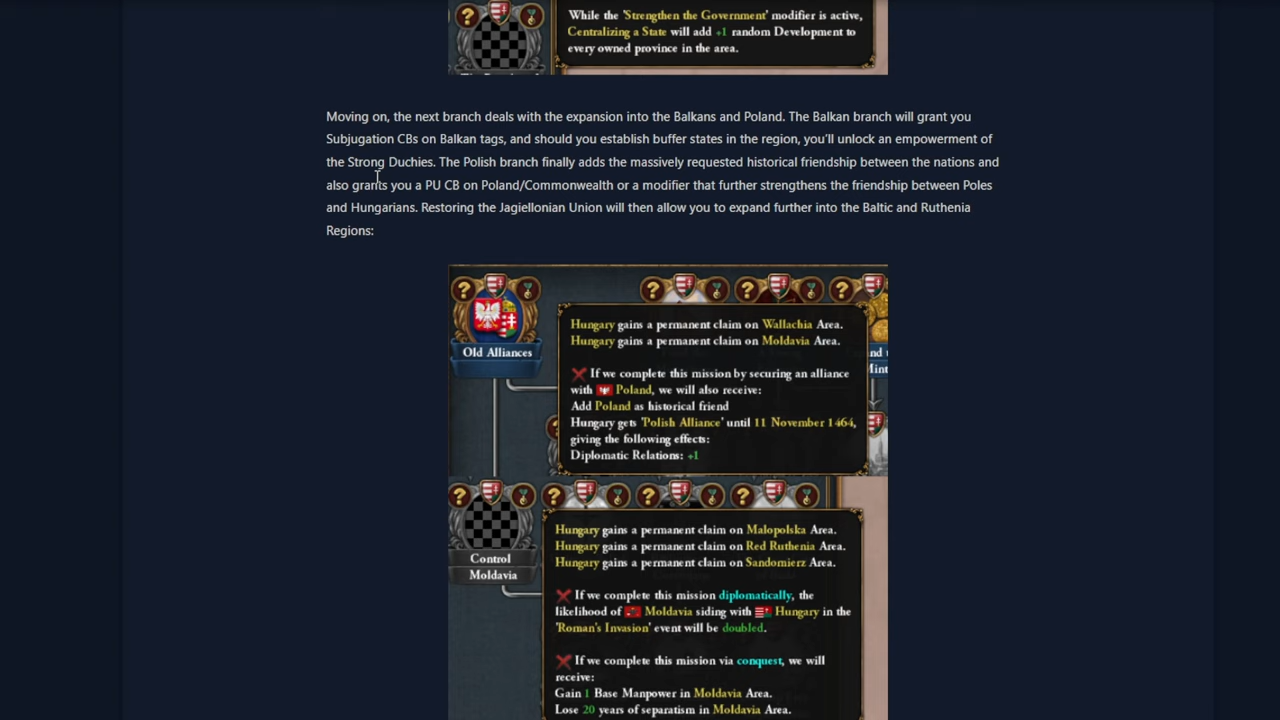 While the 'Strengthen the Government' modifier is active,
Centralizing a State will add +1 random Development to
every owned province in the area.
Moving on, the next branch deals with the expansion into the Balkans and Poland. The Balkan branch will grant you
Subjugation CBs on Balkan tags, and should you establish buffer states in the region, you'll unlock an empowerment of
the Strong Duchies. The Polish branch finally adds the massively requested historical friendship between the nations and
also grants you a PU CB on Poland/Commonwealth or a modifier that further strengthens the friendship between Poles
and Hungarians. Restoring the Jagiellonian Union will then allow you to expand further into the Baltic and Ruthenia
Regions:
Old Alliances
Hungary gains a permanent claim on Wallachia Area.
Hungary gains a permanent claim on Moldavia Area.
If we complete this mission by securing an alliance
with Poland, we will also receive:
Add Poland as historical friend
Hungary gets 'Polish Alliance' until 11 November 1464,
giving the following effects:
Diplomatic Relations: +1
Control
Moldavia
Hungary gains a permanent claim on Malopolska Area.
Hungary gains a permanent claim on Red Ruthenia Area.
Hungary gains a permanent claim on Sandomierz Area.
If we complete this mission diplomatically, the
likelihood of Moldavia siding with Hungary in the
'Roman's Invasion' event will be doubled.
If we complete this mission via conquest, we will
receive:
Gain 1 Base Manpower in Moldavia Area.
Lose 20 years of separatism in Moldavia Area.